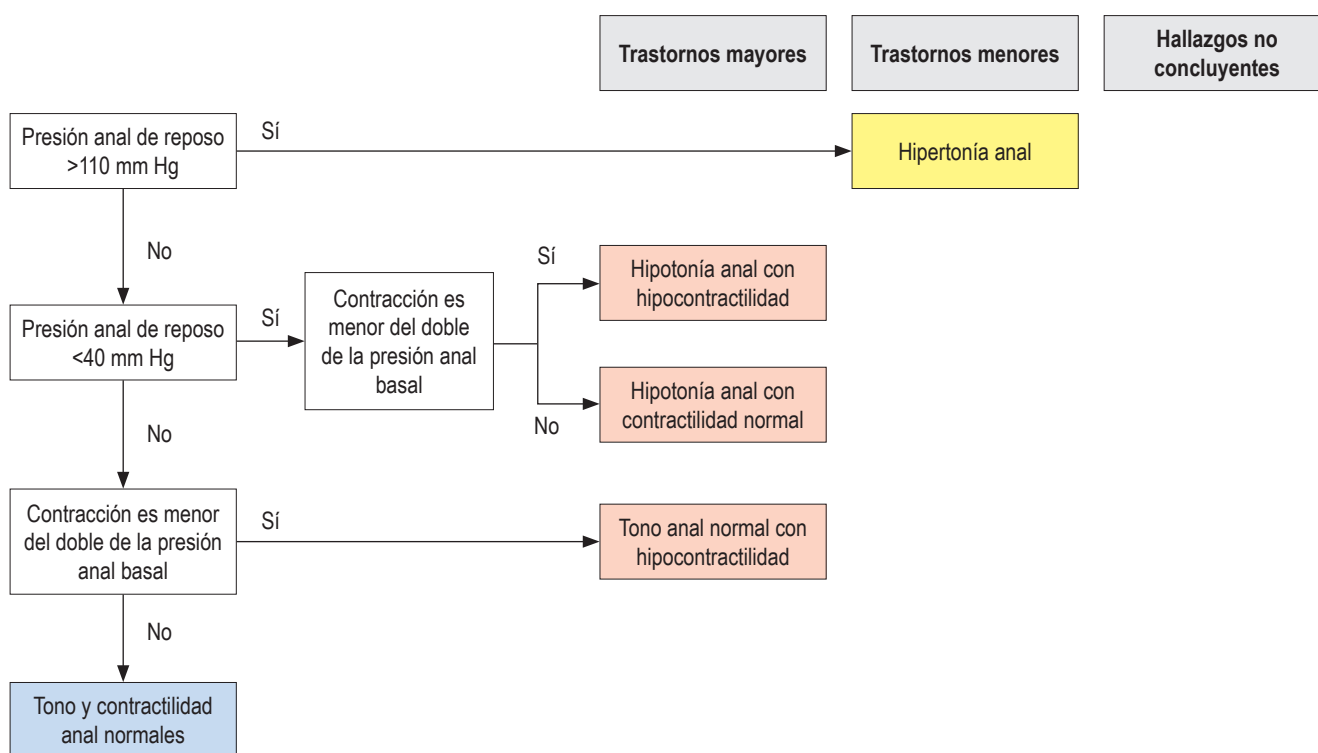 Trastornos mayores
Trastornos menores
Hallazgos no
concluyentes
Presión anal de reposo
>110 mm Hg
Sí
Hipertonía anal
No
Presión anal de reposo
<40 mm Hg
Sí
Contracción es
menor del doble
de la presión anal
basal
Sí
Hipotonía anal con
hipocontractilidad
No
Hipotonía anal con
contractilidad normal
No
Contracción es menor
del doble de la presión
anal basal
Sí
Tono anal normal con
hipocontractilidad
No
Tono y contractilidad
anal normales